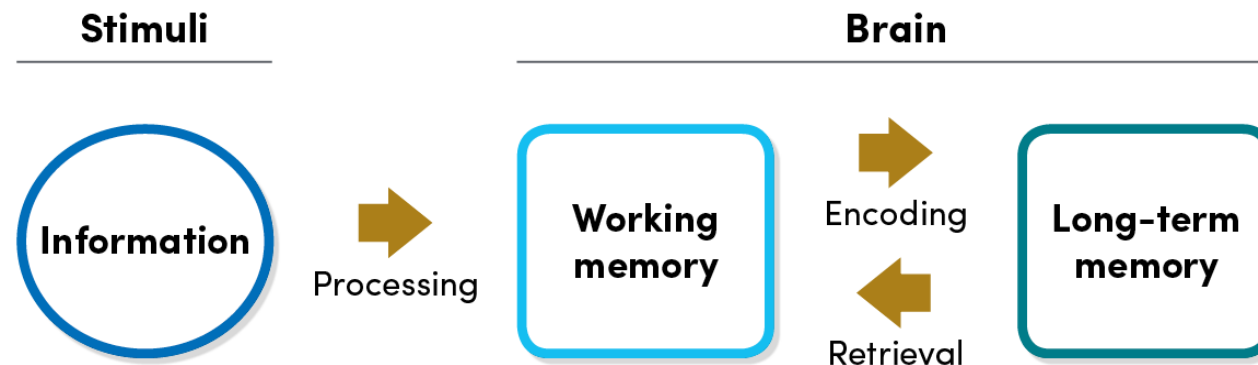 Stimuli
Brain
Information
Processing
Working
memory
Encoding
Retrieval
Long-term
memory